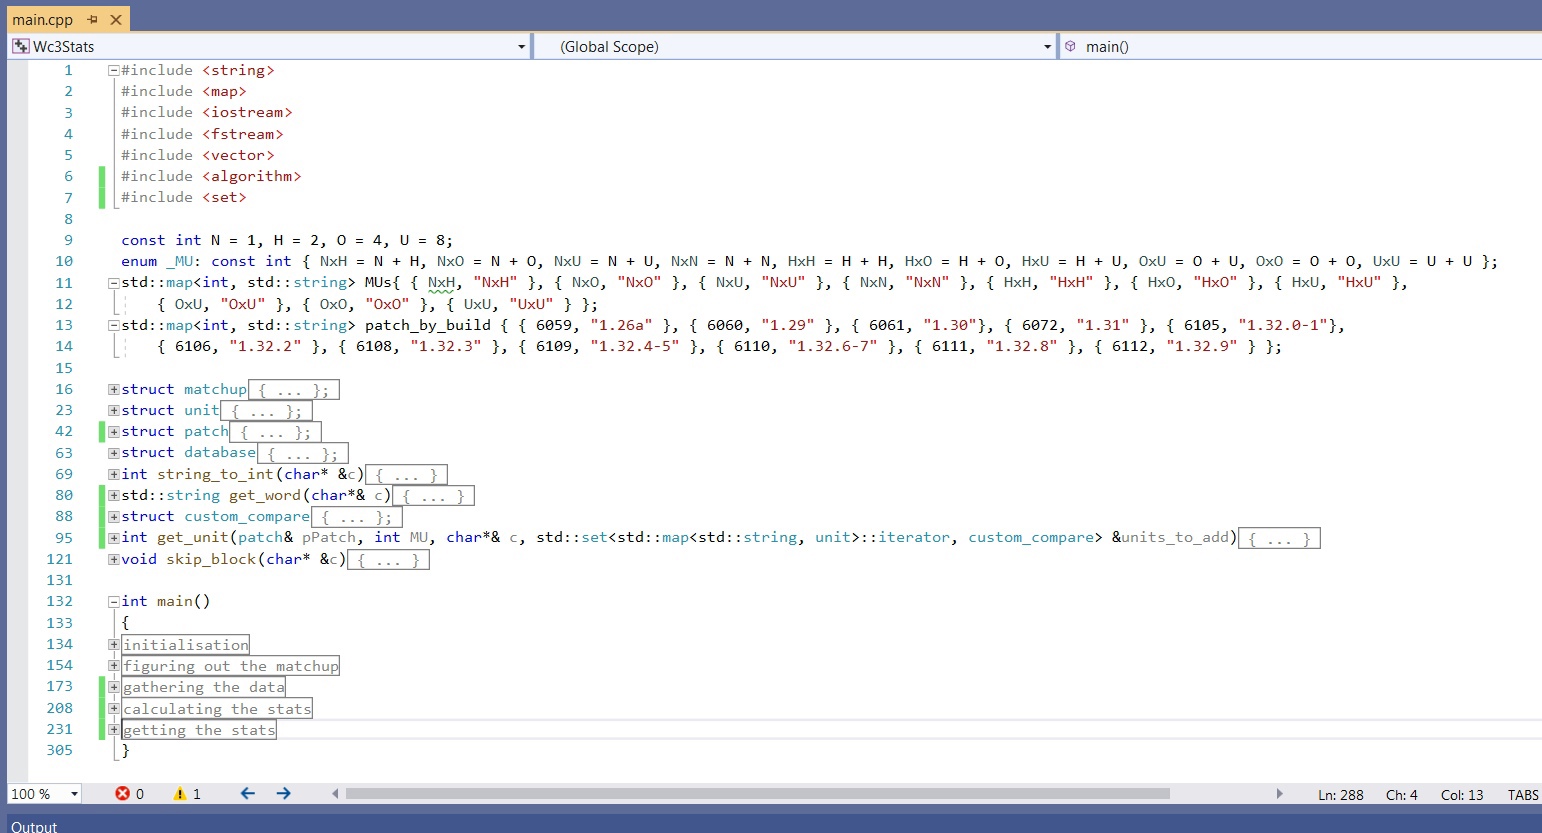 main.cpp
Wc3Stats (Global Scope) main()
1 #include <string>
2 #include <map>
3 #include <iostream>
4 #include <fstream>
5 #include <vector>
6 #include <algorithm>
7 #include <set>
8
9 const int N = 1, H = 2, O = 4, U = 8;
10 enum _MU: const int { NxH = N + H, NxO = N + O, NxU = N + U, NxN = N + N, HxH = H + H, HxO = H + O, HxU = H + U, OxU = O + U, OxO = O + O, UxU = U + U };
11 std::map<int, std::string> MUs{ { NxH, "NxH" }, { NxO, "NxO" }, { NxU, "NxU" }, { NxN, "NxN" }, { HxH, "HxH" }, { HxO, "HxO" }, { HxU, "HxU" },
12 { OxU, "OxU" }, { OxO, "OxO" }, { UxU, "UxU" } };
13 std::map<int, std::string> patch_by_build { { 6059, "1.26a" }, { 6060, "1.29" }, { 6061, "1.30"}, { 6072, "1.31" }, { 6105, "1.32.0-1"},
14 { 6106, "1.32.2" }, { 6108, "1.32.3" }, { 6109, "1.32.4-5" }, { 6110, "1.32.6-7" }, { 6111, "1.32.8" }, { 6112, "1.32.9" } };
15
16 struct matchup { ... };
23 struct unit { ... };
42 struct patch { ... };
63 struct database { ... };
69 int string_to_int(char* &c) { ... }
80 std::string get_word(char*& c) { ... }
88 struct custom_compare { ... };
95 int get_unit(patch& pPatch, int MU, char*& c, std::set<std::map<std::string, unit>::iterator, custom_compare> &units_to_add) { ... }
121 void skip_block(char* &c) { ... }
131
132 int main()
133 {
134 initialisation
154 figuring out the matchup
173 gathering the data
208 calculating the stats
231 getting the stats
305 }
100 % 0 1 Ln: 288 Ch: 4 Col: 13 TABS
Output